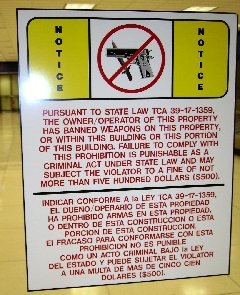 NOTICE
NOTICE
PURSUANT TO STATE LAW TCA 39-17-1359,
THE OWNER/OPERATOR OF THIS PROPERTY
HAS BANNED WEAPONS ON THIS PROPERTY,
OR WITHIN THIS BUILDING OR THIS PORTION
OF THIS BUILDING. FAILURE TO COMPLY WITH
THIS PROHIBITION IS PUNISHABLE AS A
CRIMINAL ACT UNDER STATE LAW AND MAY
SUBJECT THE VIOLATOR TO A FINE OF NOT
MORE THAN FIVE HUNDRED DOLLARS ($500).
INDICAR CONFORME A la LEY TCA 39-17-1359,
EL DUENO/OPERARIO DE ESTA PROPIEDAD
HA PROHIBIDO ARMAS EN ESTA PROPIEDAD,
O DENTRO DE ESTA CONSTRUCCION O ESTA
PORCION DE ESTA CONSTRUCCION.
El FRACASO PARA CONFORMARSE CON ESTA
PROHIBICION NO ES PUNIBLE
COMO UN ACTO CRIMINAL BAJO la LEY
DEL ESTADO Y PUEDE SUJETAR EL VIOLATOR
A UNA MULTA DE MAS DE CINCO CIEN
DOLARES ($500).